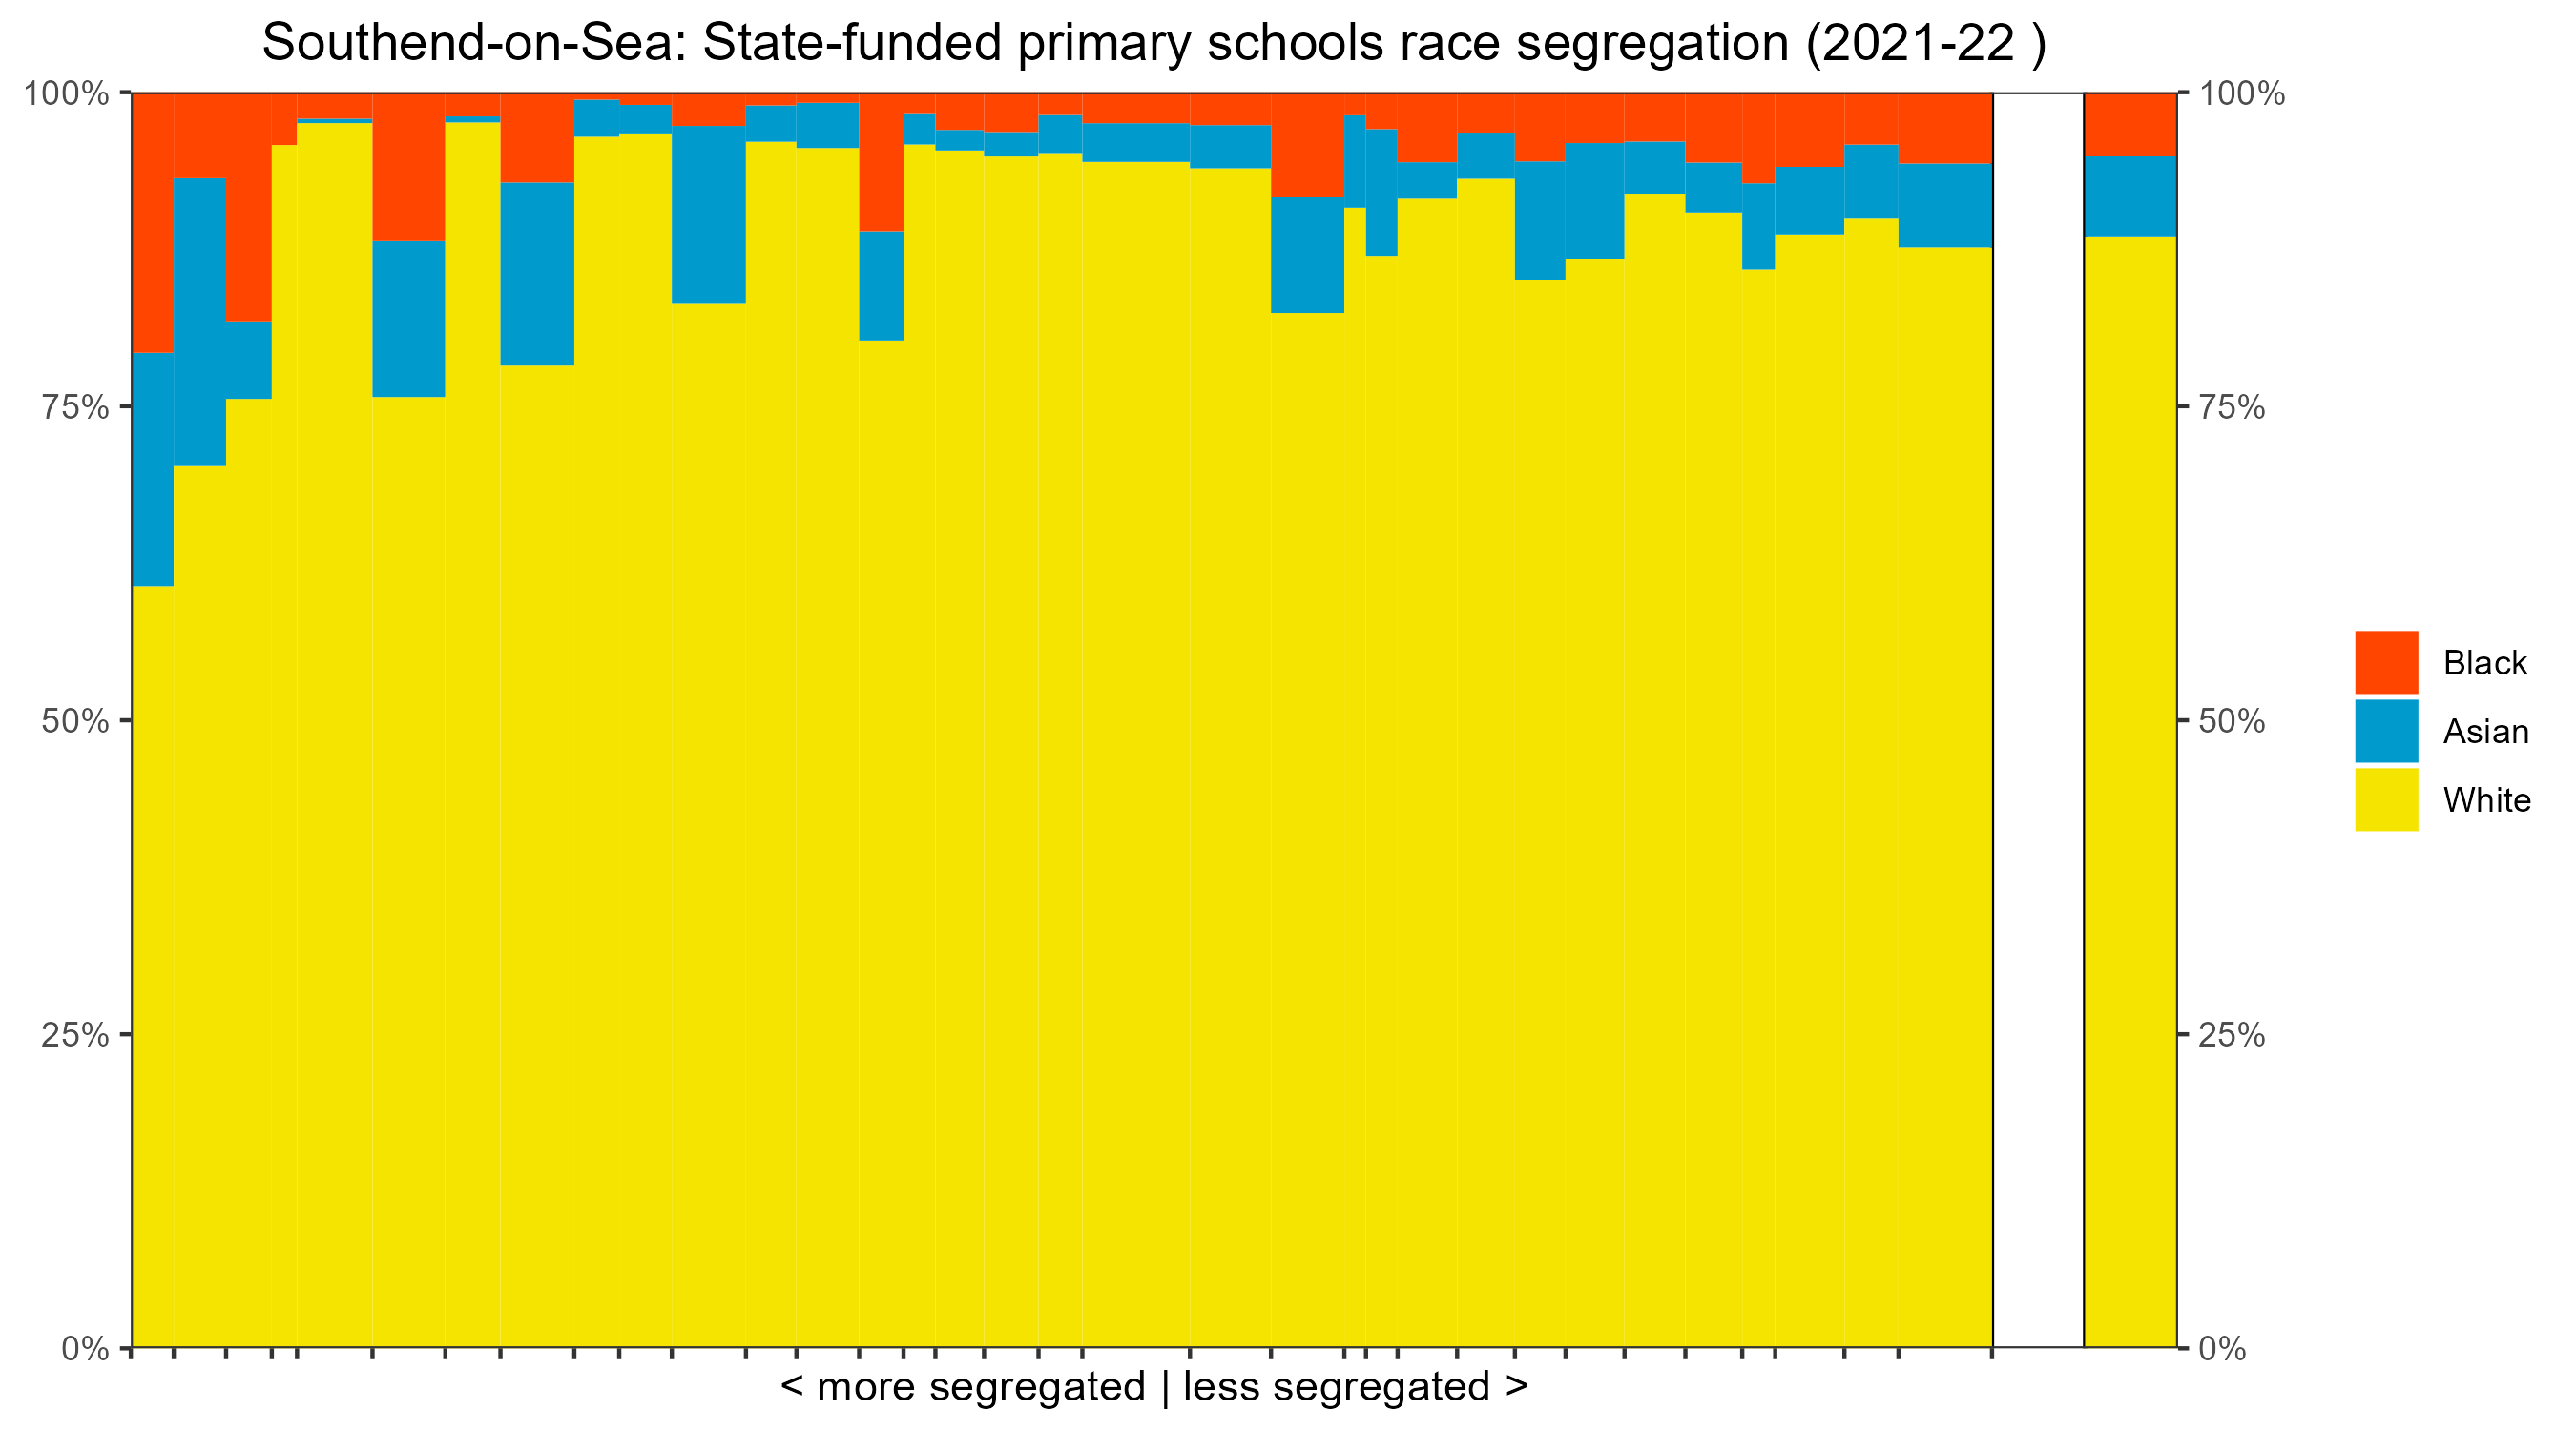 Southend-on-Sea: State-funded primary schools race segregation (2021-22 )
100%
100%
75%
75%
50%
50%
25%
25%
0%
0%
Black
Asian
White
< more segregated | less segregated >